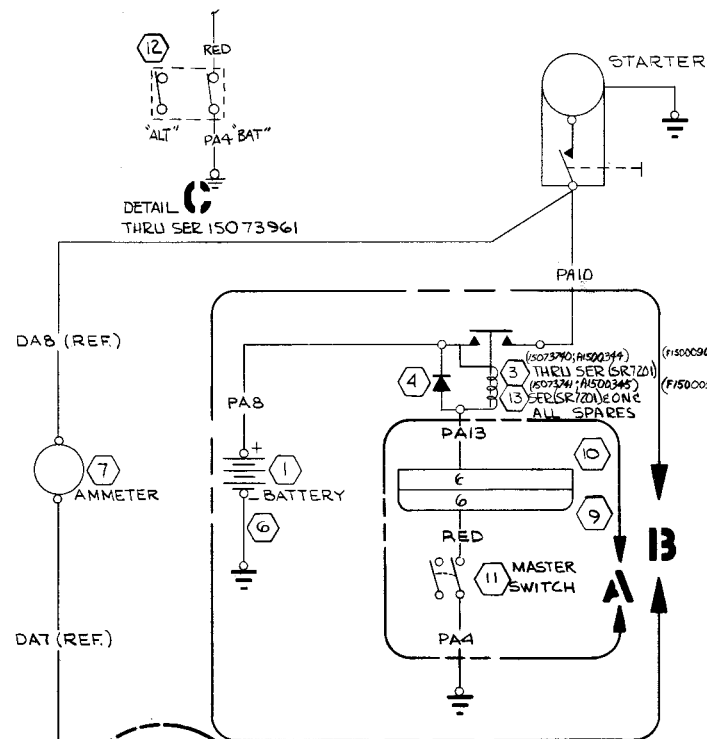 12
RED
"ALT"
PA4 "BAT"
DETAIL C
THRU SER 15073961
STARTER
PA10
DA8 (REF.)
(15073740; A1500344)
3 THRU SER (SR7201)
(15073741; A1500345)
13 SER (SR7201) & ON &
ALL SPARES
4
PA8
PA13
+
1
- BATTERY
6
7
AMMETER
10
9
RED
11 MASTER
SWITCH
A
B
PA4
DA7 (REF.)